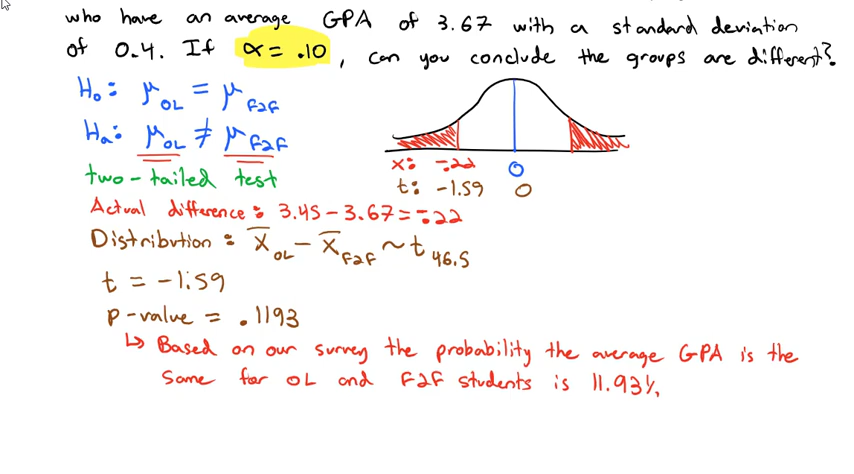 who have an average GPA of 3.67 with a standard deviation
of 0.4. If α = .10, can you conclude the groups are different?
H₀: μ_OL = μ_F2F
Hₐ: μ_OL ≠ μ_F2F
two-tailed test
x: -.22 0
t: -1.59 0
Actual difference: 3.45 - 3.67 = -.22
Distribution: X̄_OL - X̄_F2F ~ t_46.5
t = -1.59
p-value = .1193
↳ Based on our survey the probability the average GPA is the
same for OL and F2F students is 11.93%